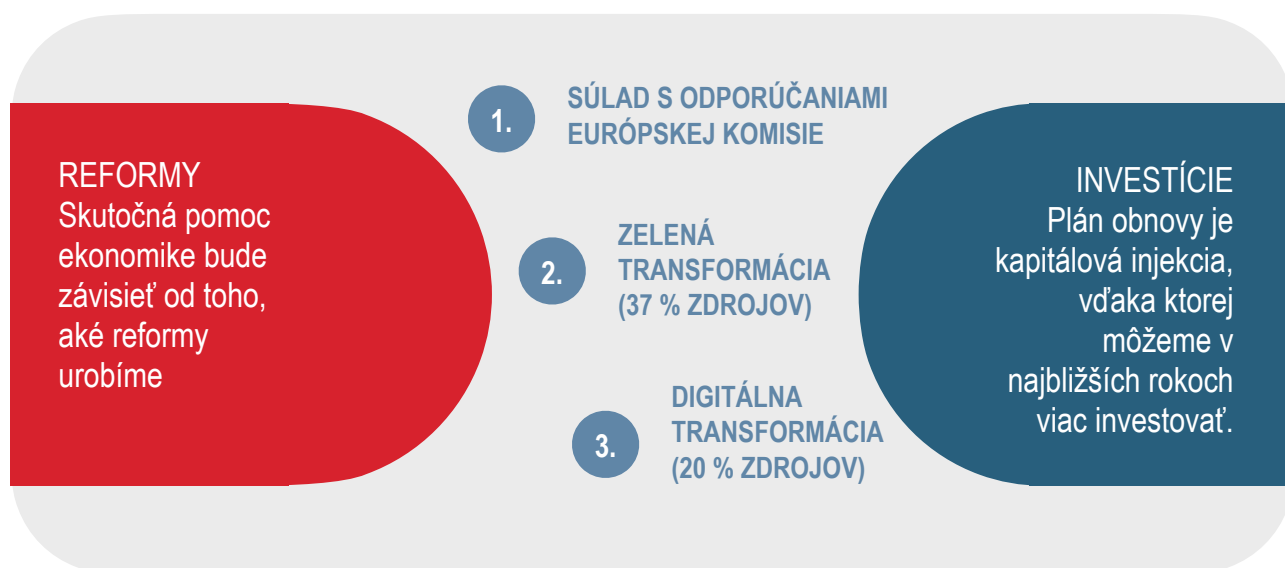 REFORMY
Skutočná pomoc
ekonomike bude
závisieť od toho,
aké reformy
urobíme
1.
SÚLAD S ODPORÚČANIAMI
EURÓPSKEJ KOMISIE
2.
ZELENÁ
TRANSFORMÁCIA
(37 % ZDROJOV)
3.
DIGITÁLNA
TRANSFORMÁCIA
(20 % ZDROJOV)
INVESTÍCIE
Plán obnovy je
kapitálová injekcia,
vďaka ktorej
môžeme v
najbližších rokoch
viac investovať.